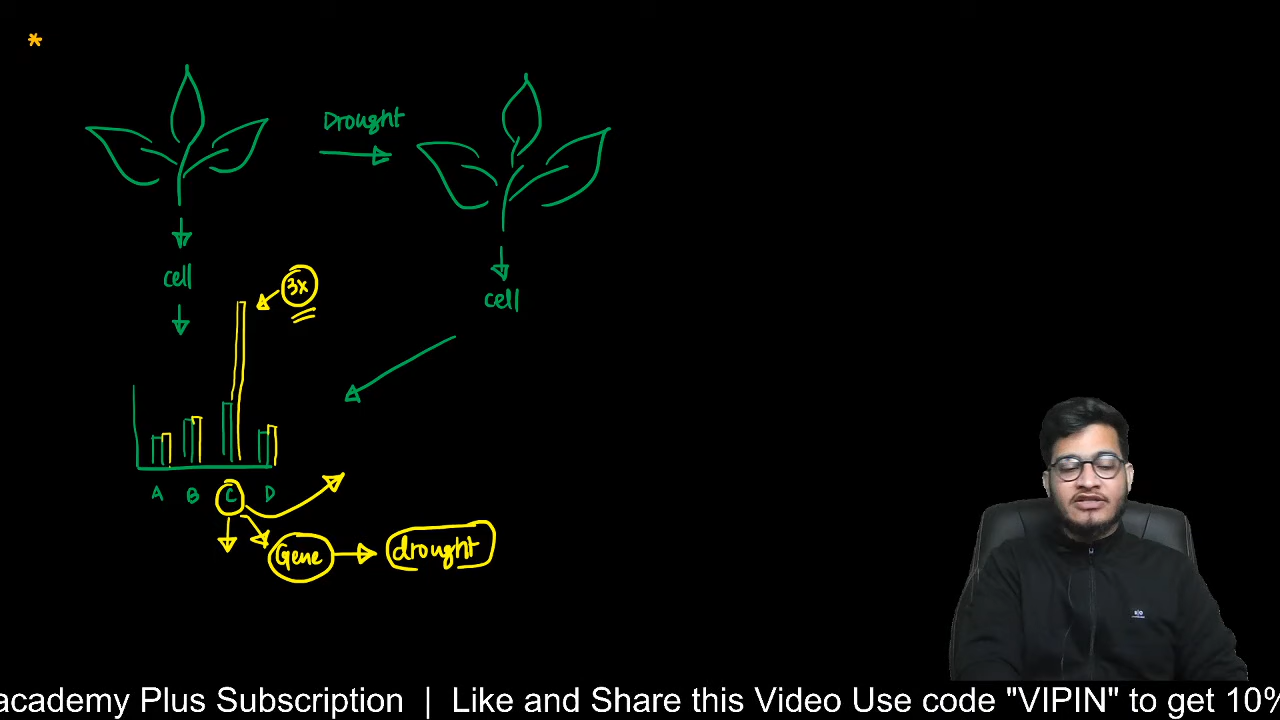 *
Drought
cell
cell
3x
A B C D
Gene drought
academy Plus Subscription | Like and Share this Video Use code "VIPIN" to get 10%